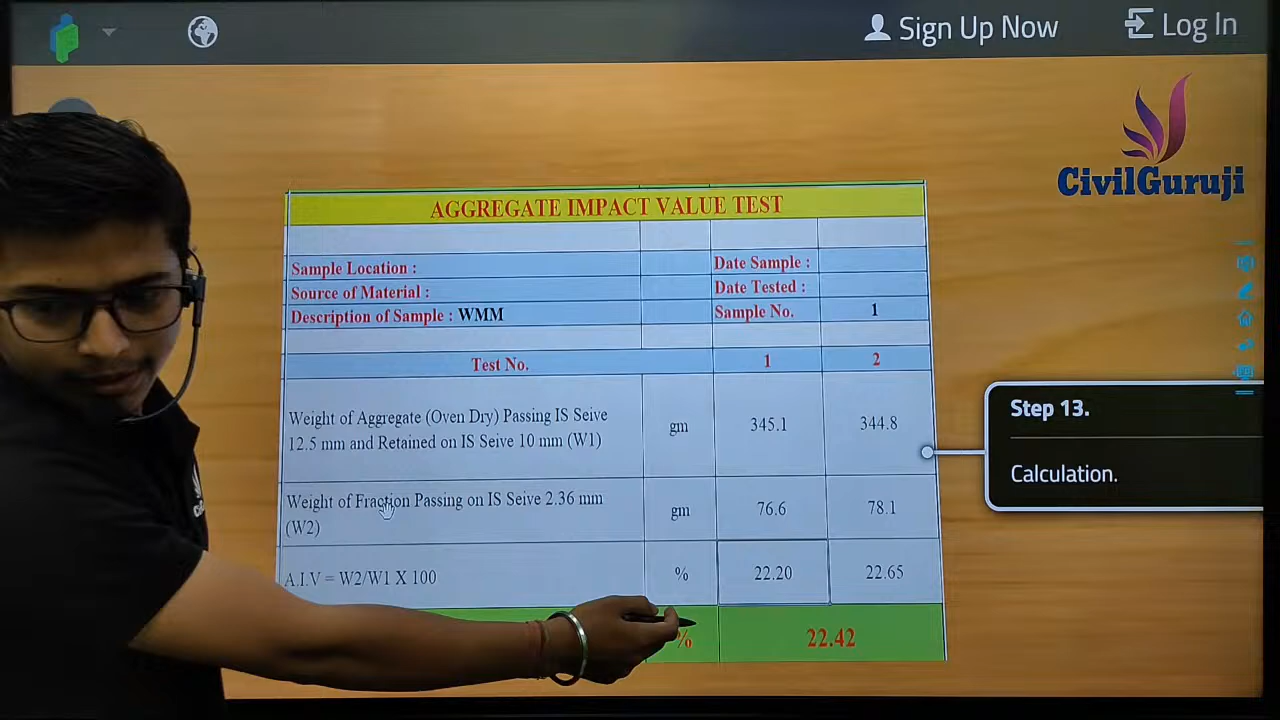 Sign Up Now
Log In
CivilGuruji
AGGREGATE IMPACT VALUE TEST
Sample Location :
Date Sample :
Source of Material :
Date Tested :
Description of Sample : WMM
Sample No. 1
Test No. 1 2
Weight of Aggregate (Oven Dry) Passing IS Seive
12.5 mm and Retained on IS Seive 10 mm (W1)
gm 345.1 344.8
Weight of Fraction Passing on IS Seive 2.36 mm
(W2)
gm 76.6 78.1
A.I.V = W2/W1 X 100 % 22.20 22.65
% 22.42
Step 13.
Calculation.